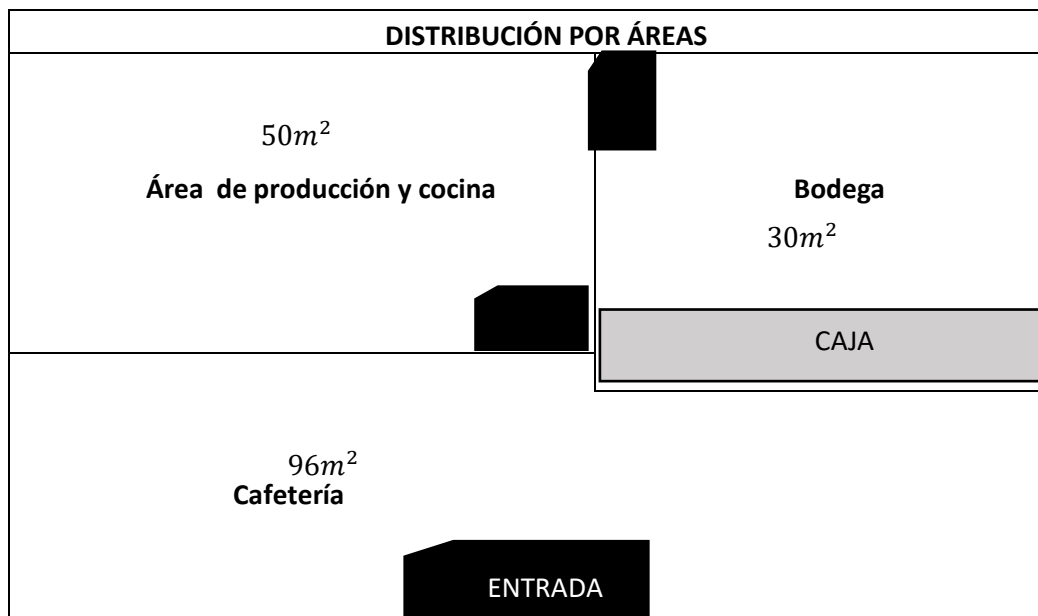 DISTRIBUCIÓN POR ÁREAS
50m²
Área de producción y cocina
Bodega
30m²
CAJA
96m²
Cafetería
ENTRADA